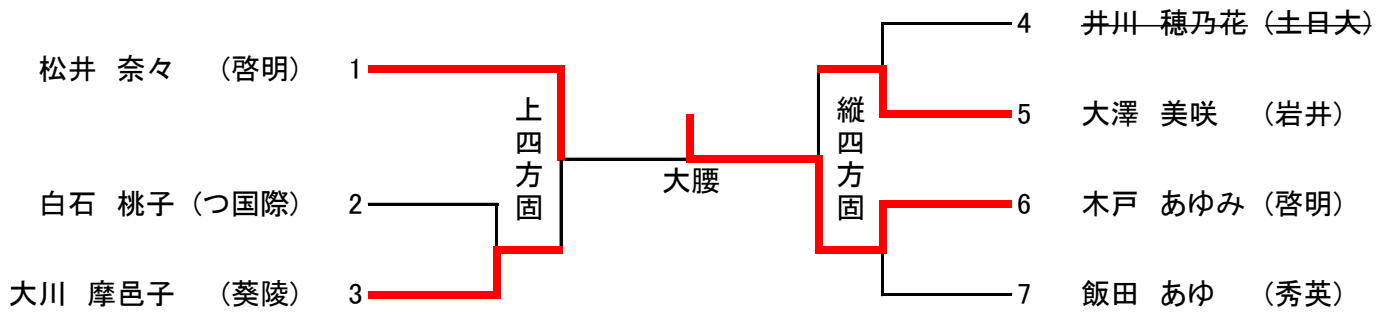 松井 奈々 （啓明） 1
白石 桃子 （つ国際） 2
大川 摩邑子 （葵陵） 3
上四方固
大腰
縦四方固
4 井川 穂乃花 （土日大）
5 大澤 美咲 （岩井）
6 木戸 あゆみ （啓明）
7 飯田 あゆ （秀英）